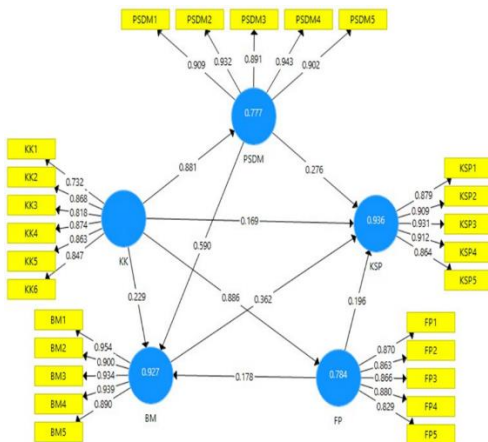 PSDM1 PSDM2 PSDM3 PSDM4 PSDM5
0.909 0.932 0.891 0.943 0.902
0.777
PSDM
KK1
KK2
KK3
KK4
KK5
KK6
0.732
0.868
0.818
0.874
0.863
0.847
KK
0.881
0.276
0.169
0.590
0.229
0.886
0.362
0.196
0.178
0.936
KSP
0.879
0.909
0.931
0.912
0.864
KSP1
KSP2
KSP3
KSP4
KSP5
BM1
BM2
BM3
BM4
BM5
0.954
0.900
0.934
0.939
0.890
0.927
BM
0.784
FP
0.870
0.863
0.866
0.880
0.829
FP1
FP2
FP3
FP4
FP5